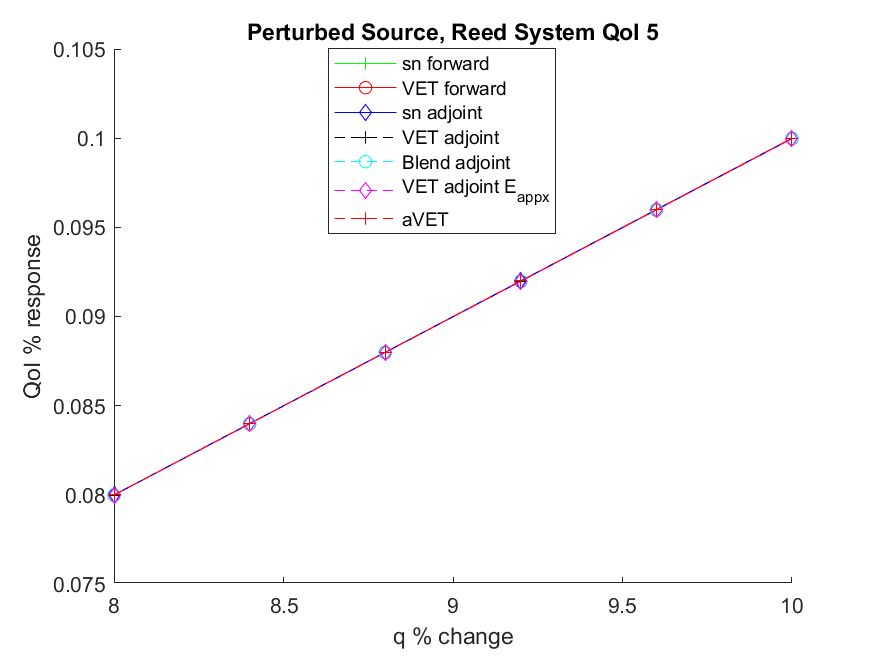 Perturbed Source, Reed System QoI 5
sn forward
VET forward
sn adjoint
VET adjoint
Blend adjoint
VET adjoint E appx
aVET
0.105
0.1
0.095
0.09
0.085
0.08
0.075
QoI % response
8
8.5
9
9.5
10
q % change